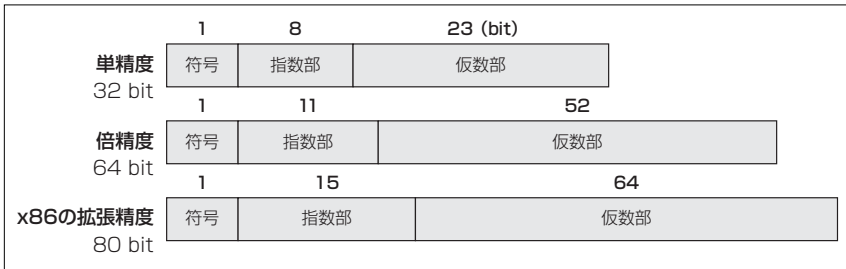 1 8 23 (bit)
単精度 符号 指数部 仮数部
32 bit
1 11 52
倍精度 符号 指数部 仮数部
64 bit
1 15 64
x86の拡張精度 符号 指数部 仮数部
80 bit